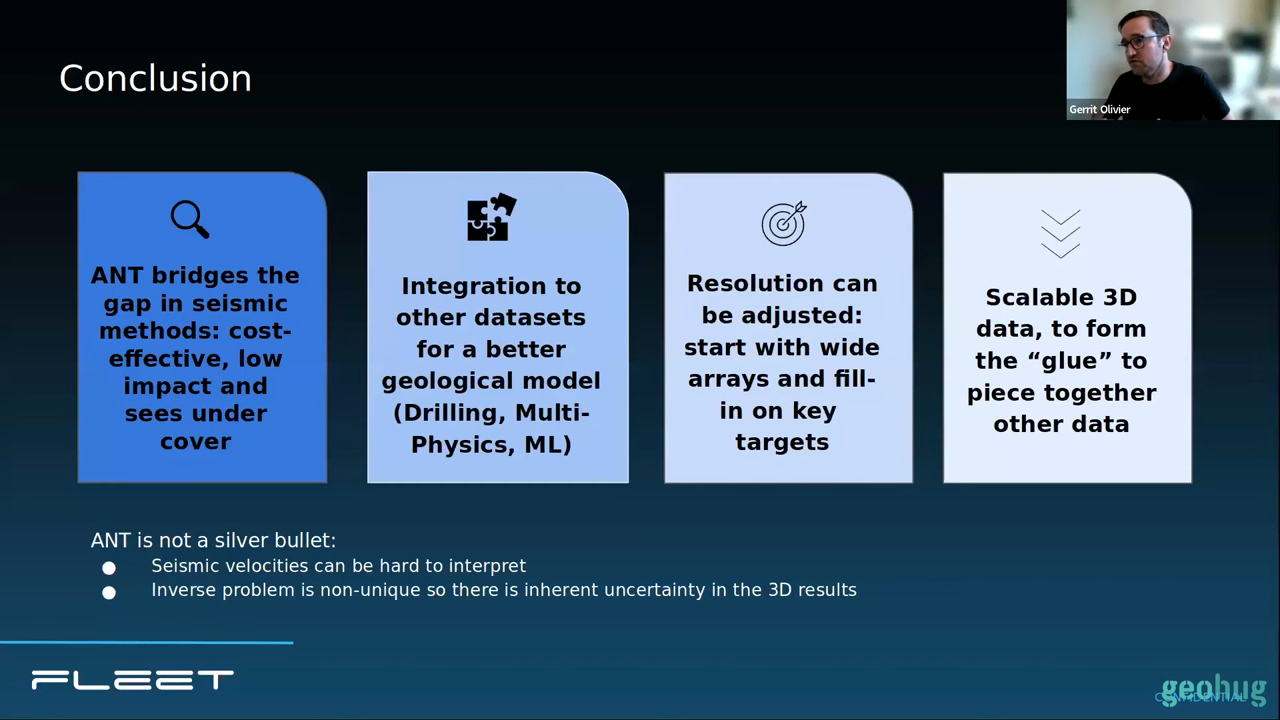 Conclusion
Gerrit Olivier
ANT bridges the
gap in seismic
methods: cost-
effective, low
impact and
sees under
cover
Integration to
other datasets
for a better
geological model
(Drilling, Multi-
Physics, ML)
Resolution can
be adjusted:
start with wide
arrays and fill-
in on key
targets
Scalable 3D
data, to form
the “glue” to
piece together
other data
ANT is not a silver bullet:
● Seismic velocities can be hard to interpret
● Inverse problem is non-unique so there is inherent uncertainty in the 3D results
FLEET
geohug
CONFIDENTIAL